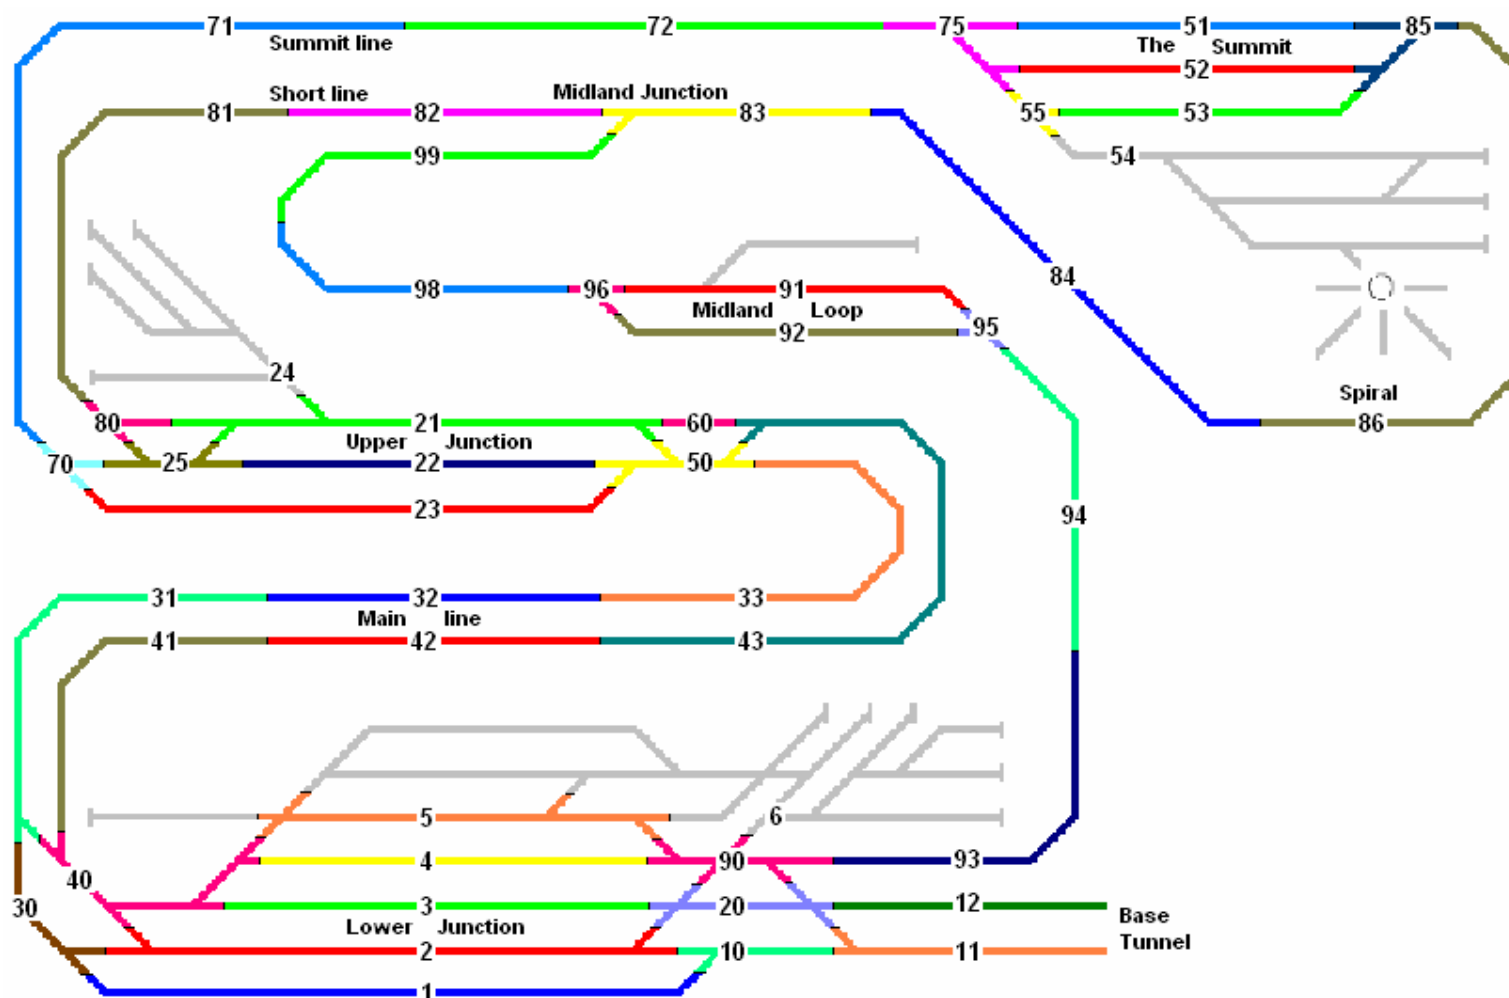 71 72 75 51 85
Summit line The Summit
52
Short line Midland Junction
81 82 83 55 53
99 54
84
98 96 91
Midland Loop 95
92
24
Spiral
80 21 60 86
Upper Junction
70 25 22 50
23 94
31 32 33
Main line
41 42 43
5 6
4 90 93
40
30 3 20 12
Lower Junction Base
2 10 11 Tunnel
1